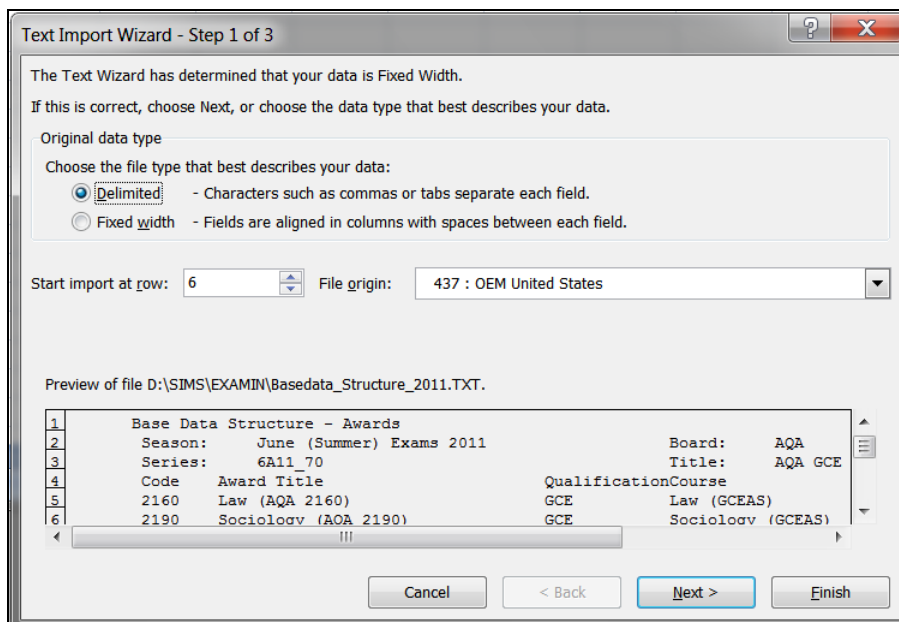 Text Import Wizard - Step 1 of 3
The Text Wizard has determined that your data is Fixed Width.
If this is correct, choose Next, or choose the data type that best describes your data.
Original data type
Choose the file type that best describes your data:
Delimited - Characters such as commas or tabs separate each field.
Fixed width - Fields are aligned in columns with spaces between each field.
Start import at row: 6 File origin: 437 : OEM United States
Preview of file D:\SIMS\EXAMIN\Basedata_Structure_2011.TXT.
1 Base Data Structure - Awards
2 Season: June (Summer) Exams 2011 Board: AQA
3 Series: 6A11_70 Title: AQA GCE
4 Code Award Title QualificationCourse
5 2160 Law (AQA 2160) GCE Law (GCEAS)
6 2190 Sociology (AQA 2190) GCE Sociology (GCEAS)
Cancel < Back Next > Finish